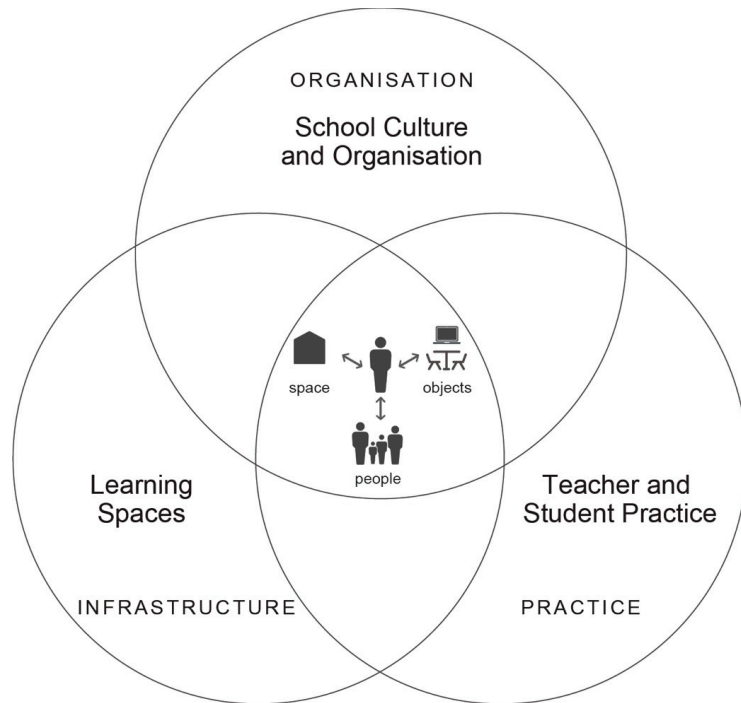 ORGANISATION
School Culture
and Organisation
space
objects
people
Learning
Spaces
Teacher and
Student Practice
INFRASTRUCTURE
PRACTICE